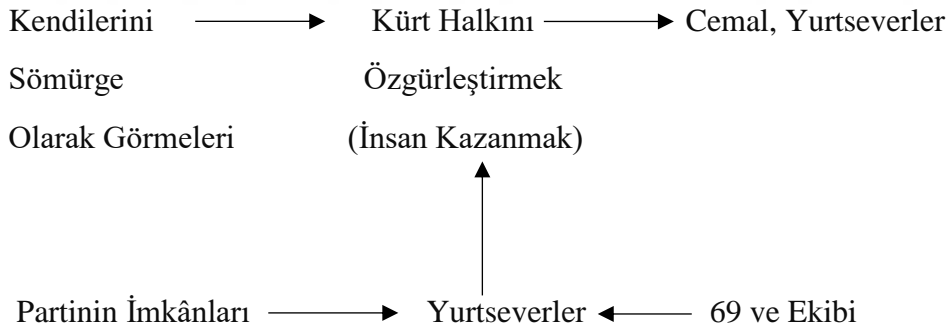 Kendilerini Kürt Halkını Cemal, Yurtseverler
Sömürge Özgürleştirmek
Olarak Görmeleri (İnsan Kazanmak)
Partinin İmkânları Yurtseverler 69 ve Ekibi